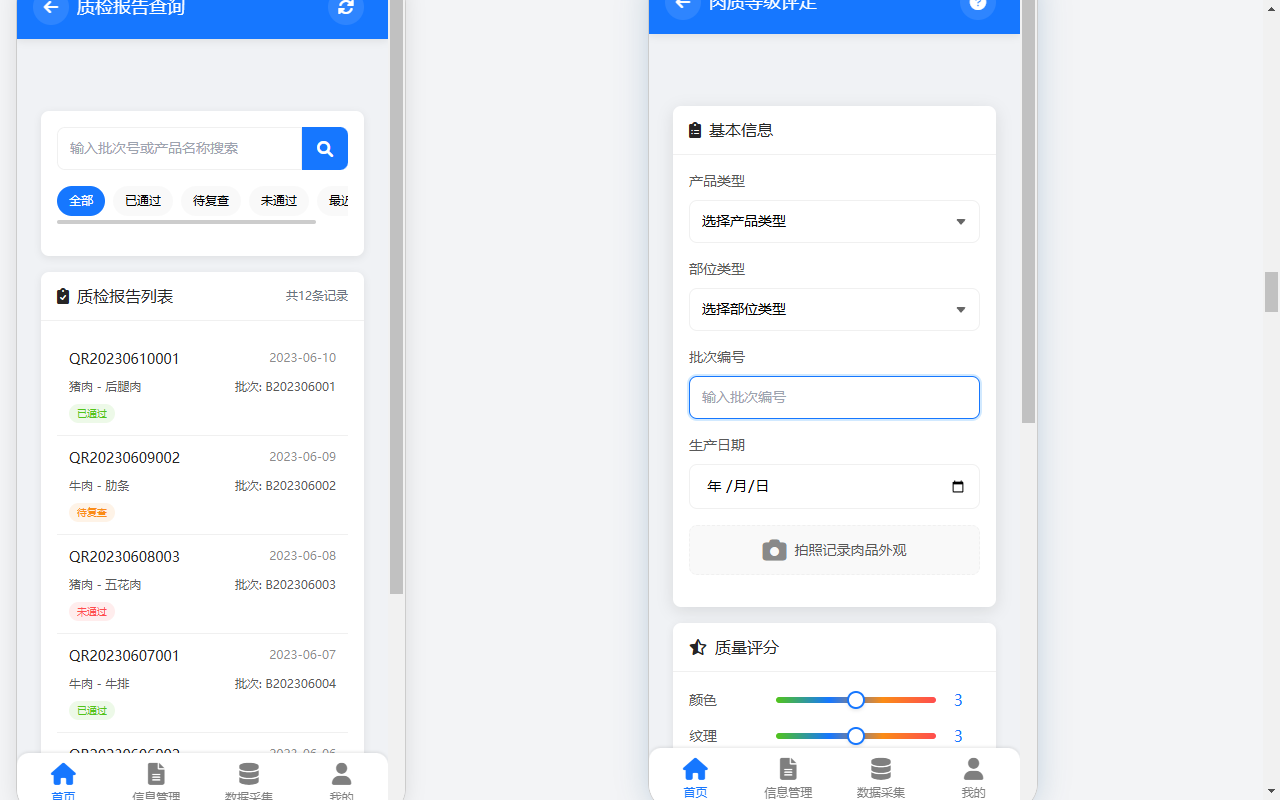 质检报告查询
输入批次号或产品名称搜索
全部 已通过 待复查 未通过 最近
质检报告列表 共12条记录
QR20230610001 2023-06-10
猪肉 - 后腿肉 批次: B202306001
已通过
QR20230609002 2023-06-09
牛肉 - 肋条 批次: B202306002
待复查
QR20230608003 2023-06-08
猪肉 - 五花肉 批次: B202306003
未通过
QR20230607001 2023-06-07
牛肉 - 牛排 批次: B202306004
已通过
首页 信息管理 数据采集 我的
肉质等级评定
基本信息
产品类型
选择产品类型
部位类型
选择部位类型
批次编号
输入批次编号
生产日期
年 /月/日
拍照记录肉品外观
质量评分
颜色 3
纹理 3
首页 信息管理 数据采集 我的